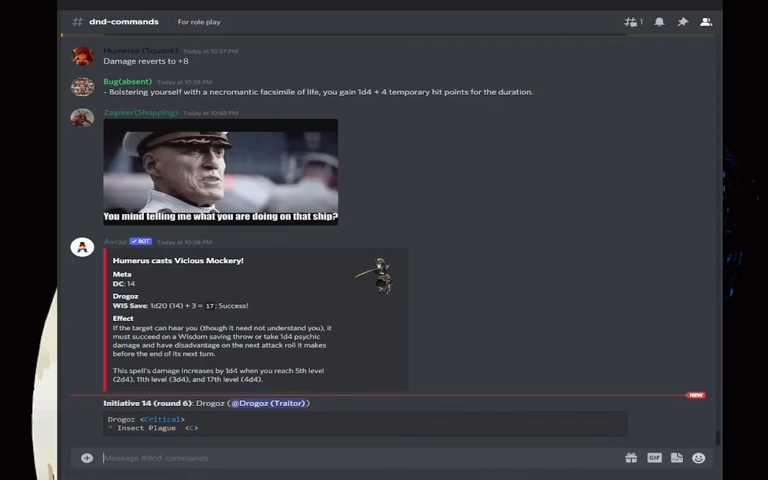 # dnd-commands For role play 1
Humerus (Squonk) Today at 10:57 PM
Damage reverts to +8
Bug(absent) Today at 10:58 PM
- Bolstering yourself with a necromantic facsimile of life, you gain 1d4 + 4 temporary hit points for the duration.
Zagmer(Shopping) Today at 10:58 PM
You mind telling me what you are doing on that ship?
Avrae BOT Today at 10:58 PM
Humerus casts Vicious Mockery!
Meta
DC: 14
Drogoz
WIS Save: 1d20 (14) + 3 = 17; Success!
Effect
If the target can hear you (though it need not understand you), it
must succeed on a Wisdom saving throw or take 1d4 psychic
damage and have disadvantage on the next attack roll it makes
before the end of its next turn.
This spell's damage increases by 1d4 when you reach 5th level
(2d4), 11th level (3d4), and 17th level (4d4).
NEW
Initiative 14 (round 6): Drogoz (@Drogoz (Traitor))
Drogoz <Critical>
* Insect Plague <C>
Message #dnd-commands GIF